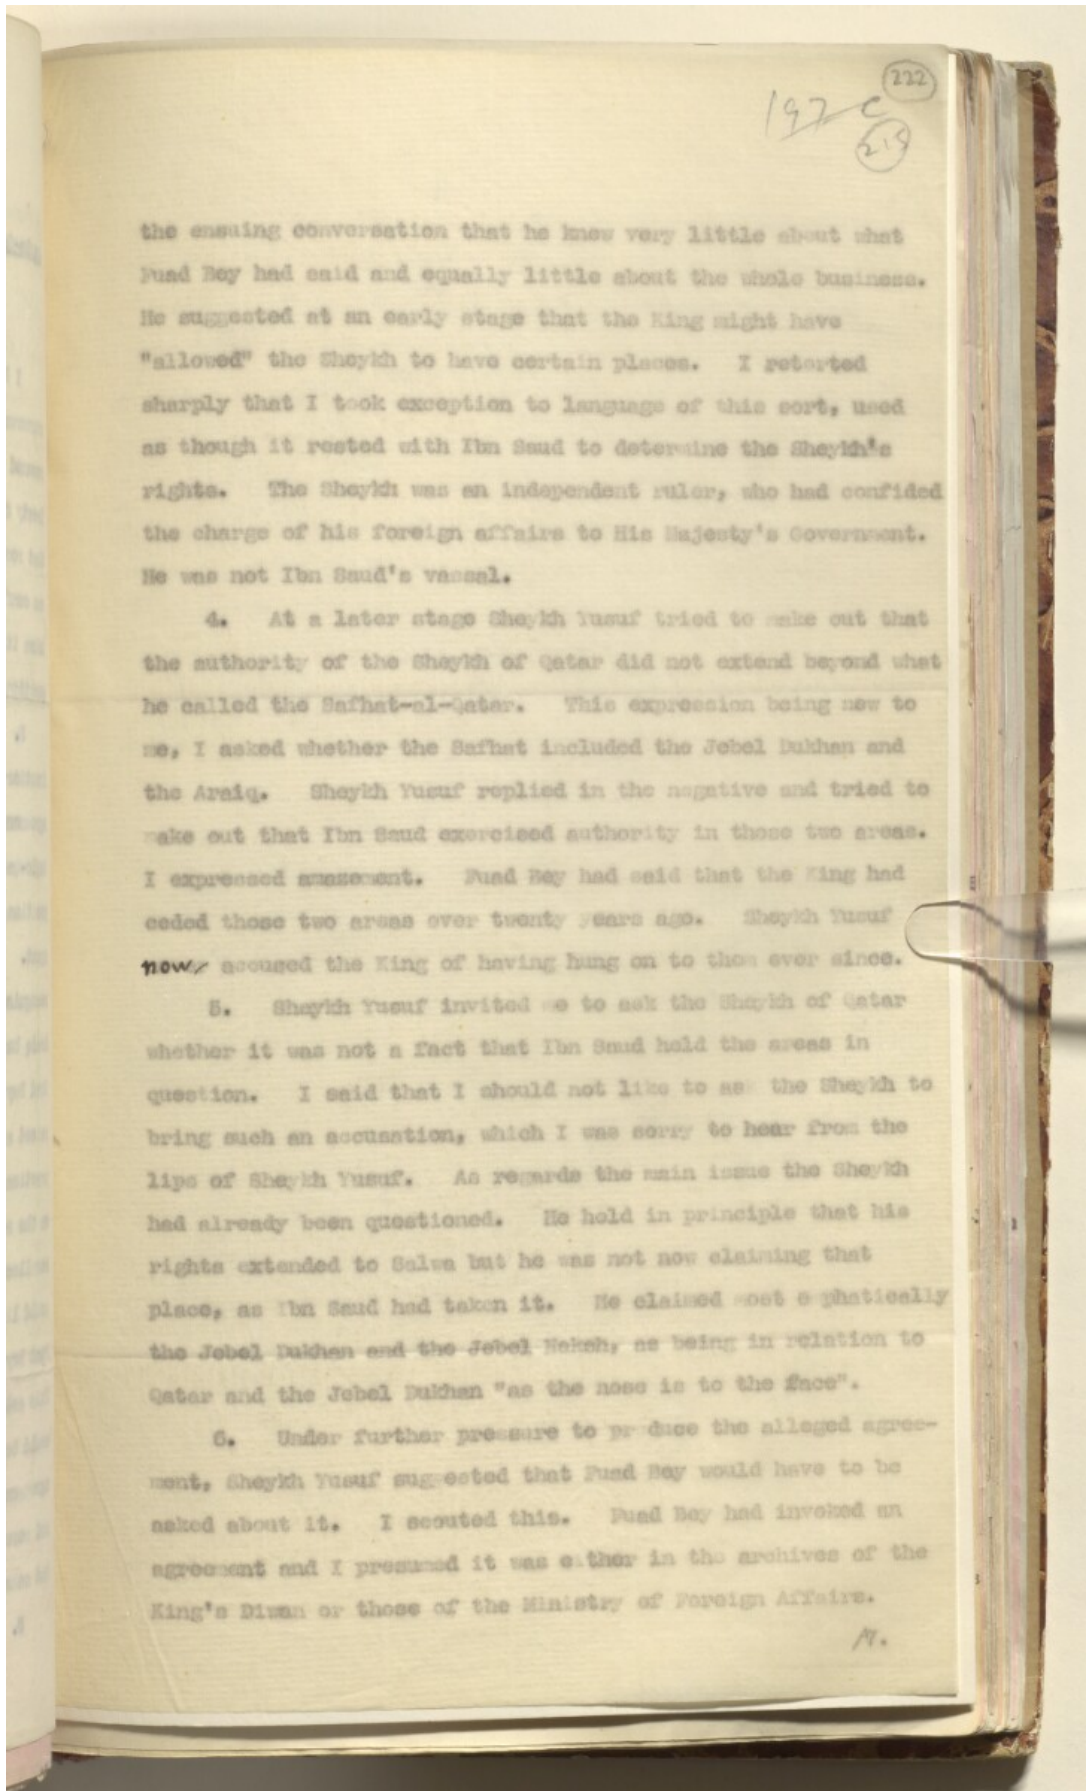 222
197 C
215
the ensuing conversation that he knew very little about what
Fuad Bey had said and equally little about the whole business.
He suggested at an early stage that the King might have
"allowed" the Sheykh to have certain places. I retorted
sharply that I took exception to language of this sort, used
as though it rested with Ibn Saud to determine the Sheykh's
rights. The Sheykh was an independent ruler, who had confided
the charge of his foreign affairs to His Majesty's Government.
He was not Ibn Saud's vassal.
4. At a later stage Sheykh Yusuf tried to make out that
the authority of the Sheykh of Qatar did not extend beyond what
he called the Safhat-al-Qatar. This expression being new to
me, I asked whether the Safhat included the Jebel Dukhan and
the Araiq. Sheykh Yusuf replied in the negative and tried to
make out that Ibn Saud exercised authority in those two areas.
I expressed amazement. Fuad Bey had said that the King had
ceded those two areas over twenty years ago. Sheykh Yusuf
now accused the King of having hung on to them ever since.
5. Sheykh Yusuf invited me to ask the Sheykh of Qatar
whether it was not a fact that Ibn Saud held the areas in
question. I said that I should not like to ask the Sheykh to
bring such an accusation, which I was sorry to hear from the
lips of Sheykh Yusuf. As regards the main issue the Sheykh
had already been questioned. He held in principle that his
rights extended to Salwa but he was not now claiming that
place, as Ibn Saud had taken it. He claimed most emphatically
the Jebel Dukhan and the Jebel Naksh, as being in relation to
Qatar and the Jebel Dukhan "as the nose is to the face".
6. Under further pressure to produce the alleged agree-
ment, Sheykh Yusuf suggested that Fuad Bey would have to be
asked about it. I scouted this. Fuad Bey had invoked an
agreement and I presumed it was either in the archives of the
King's Diwan or those of the Ministry of Foreign Affairs.